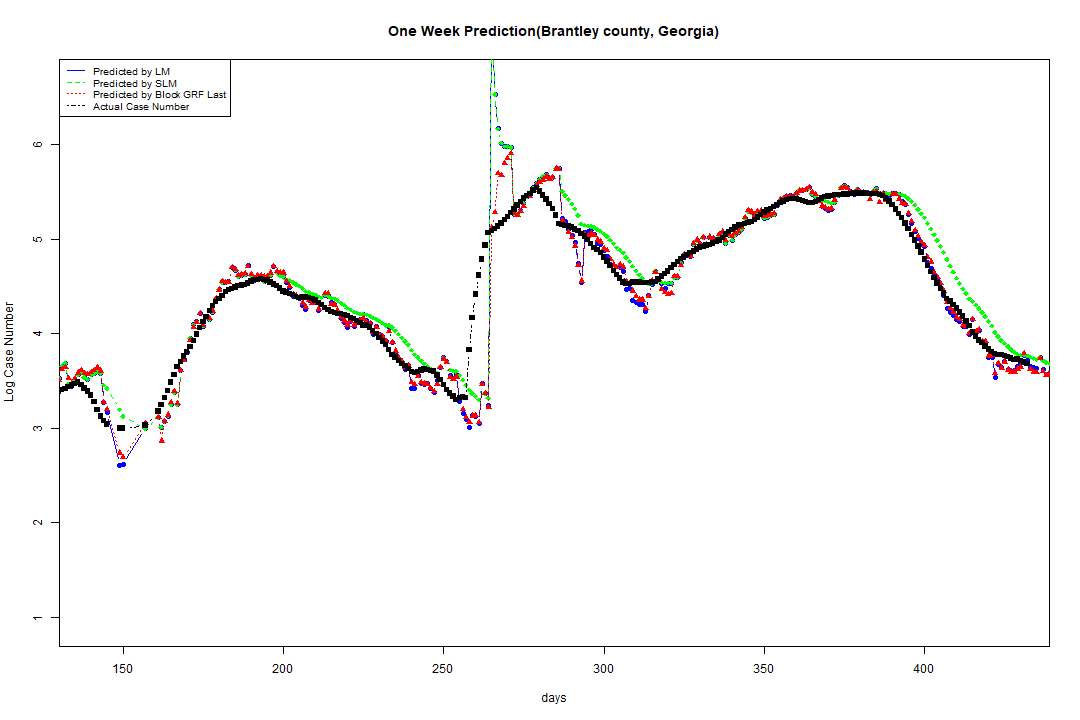 One Week Prediction(Brantley county, Georgia)
Predicted by LM
Predicted by SLM
Predicted by Block GRF Last
Actual Case Number
Log Case Number
6
5
4
3
2
1
150
200
250
300
350
400
days